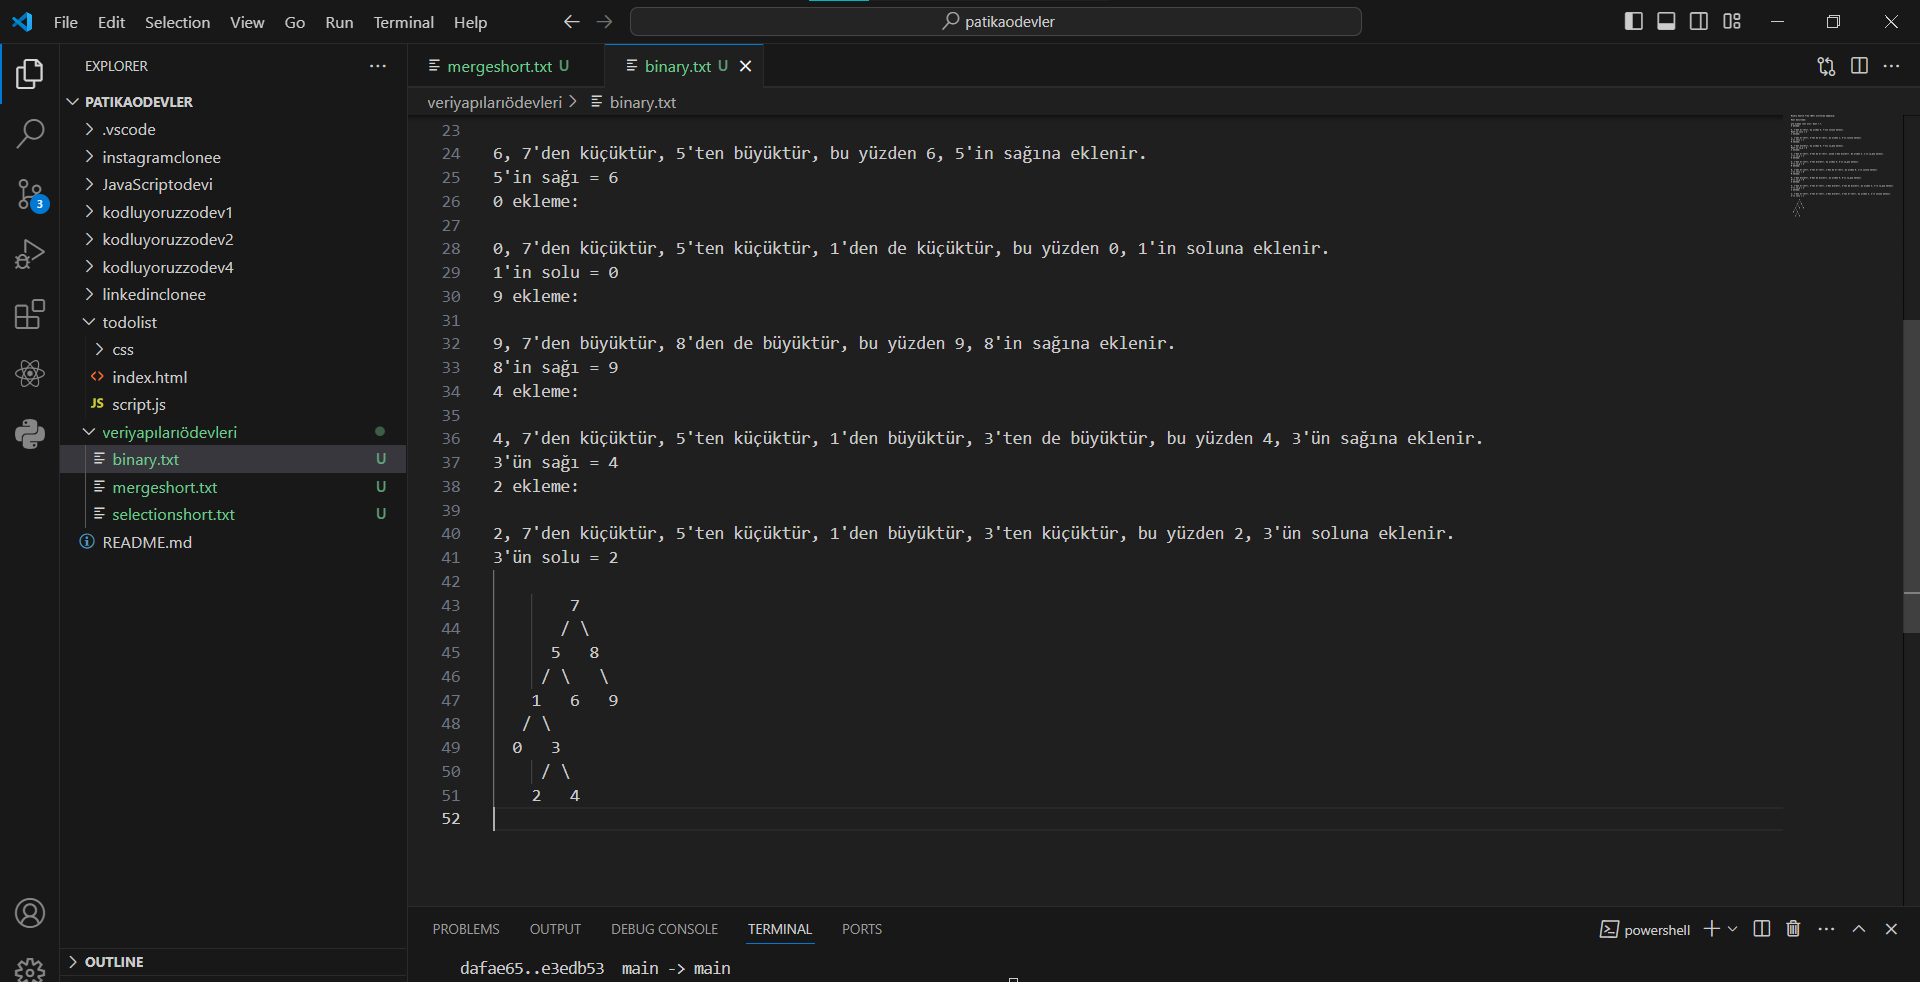 File Edit Selection View Go Run Terminal Help
patikaodevler
EXPLORER
PATIKAODEVLER
.vscode
instagramclonee
JavaScriptodevi
kodluyoruzzodev1
kodluyoruzzodev2
kodluyoruzzodev4
linkedinclonee
todolist
css
index.html
JS script.js
veriyapılarıödevleri
binary.txt U
mergeshort.txt U
selectionshort.txt U
README.md
OUTLINE
3
mergeshort.txt U
binary.txt U
veriyapılarıödevleri > binary.txt
23
24 6, 7'den küçüktür, 5'ten büyüktür, bu yüzden 6, 5'in sağına eklenir.
25 5'in sağı = 6
26 0 ekleme:
27
28 0, 7'den küçüktür, 5'ten küçüktür, 1'den de küçüktür, bu yüzden 0, 1'in soluna eklenir.
29 1'in solu = 0
30 9 ekleme:
31
32 9, 7'den büyüktür, 8'den de büyüktür, bu yüzden 9, 8'in sağına eklenir.
33 8'in sağı = 9
34 4 ekleme:
35
36 4, 7'den küçüktür, 5'ten küçüktür, 1'den büyüktür, 3'ten de büyüktür, bu yüzden 4, 3'ün sağına eklenir.
37 3'ün sağı = 4
38 2 ekleme:
39
40 2, 7'den küçüktür, 5'ten küçüktür, 1'den büyüktür, 3'ten küçüktür, bu yüzden 2, 3'ün soluna eklenir.
41 3'ün solu = 2
42
43 7
44 / \
45 5 8
46 / \ \
47 1 6 9
48 / \
49 0 3
50 / \
51 2 4
52
PROBLEMS OUTPUT DEBUG CONSOLE TERMINAL PORTS
powershell
dafae65..e3edb53 main -> main